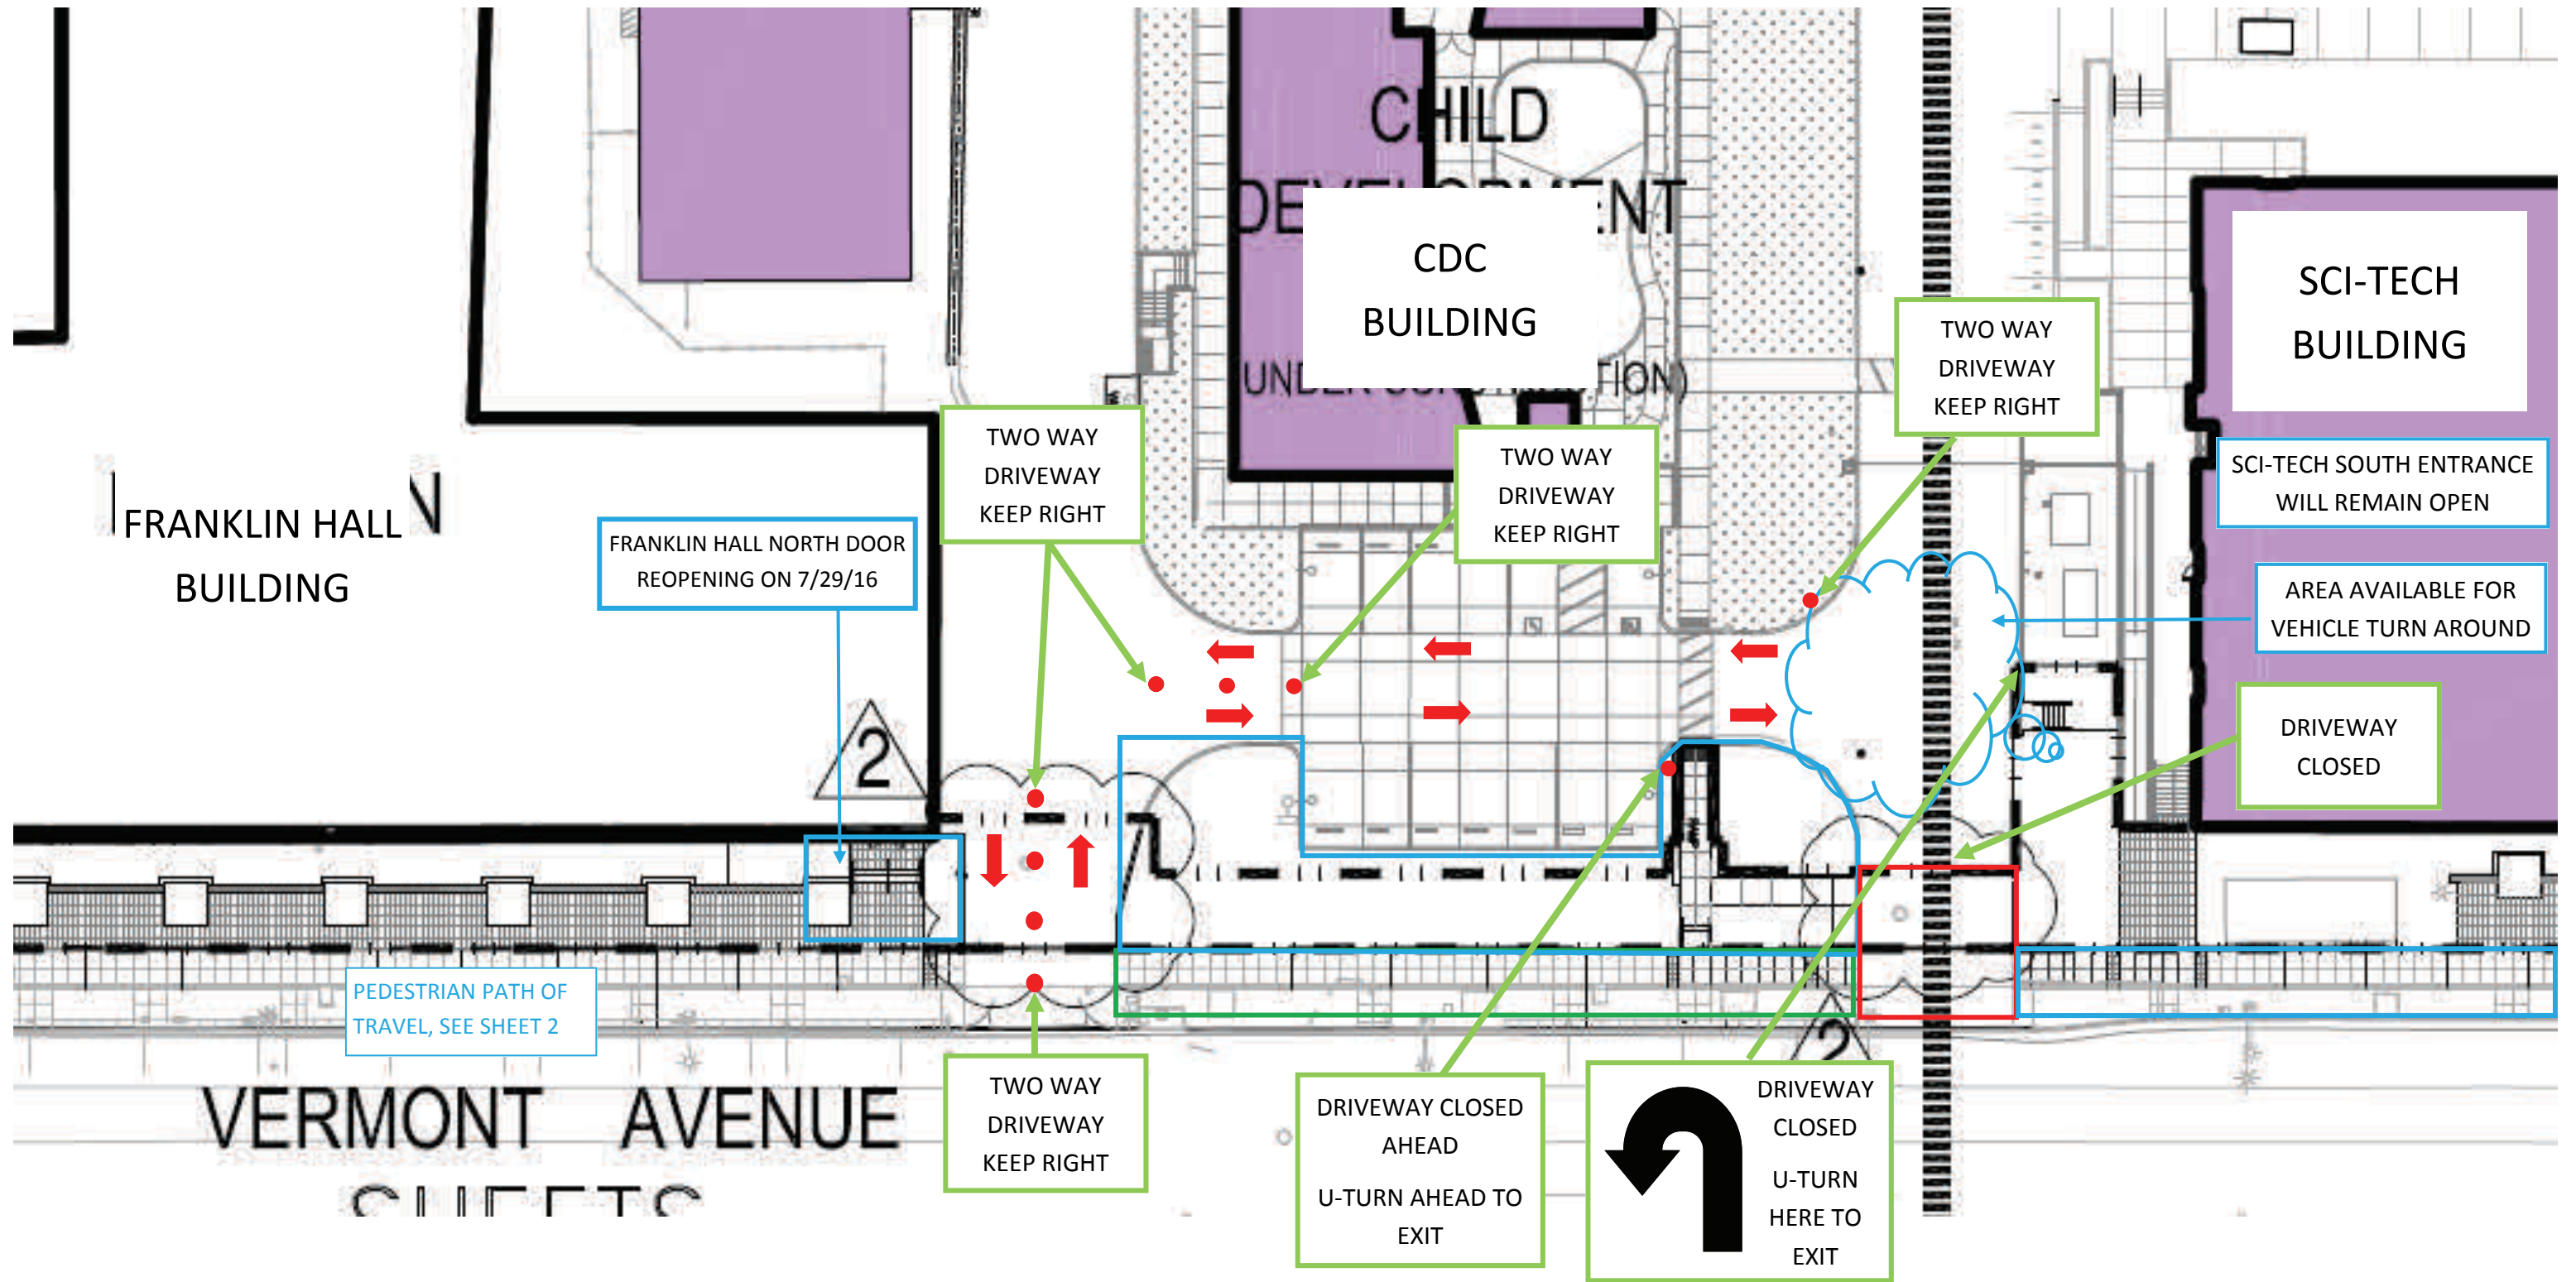 CHILD
CDC
BUILDING
SCI-TECH
BUILDING
TWO WAY
DRIVEWAY
KEEP RIGHT
TWO WAY
DRIVEWAY
KEEP RIGHT
TWO WAY
DRIVEWAY
KEEP RIGHT
SCI-TECH SOUTH ENTRANCE
WILL REMAIN OPEN
FRANKLIN HALL
BUILDING
FRANKLIN HALL NORTH DOOR
REOPENING ON 7/29/16
AREA AVAILABLE FOR
VEHICLE TURN AROUND
2
DRIVEWAY
CLOSED
PEDESTRIAN PATH OF
TRAVEL, SEE SHEET 2
2
VERMONT AVENUE
TWO WAY
DRIVEWAY
KEEP RIGHT
DRIVEWAY CLOSED
AHEAD
U-TURN AHEAD TO
EXIT
DRIVEWAY
CLOSED
U-TURN
HERE TO
EXIT